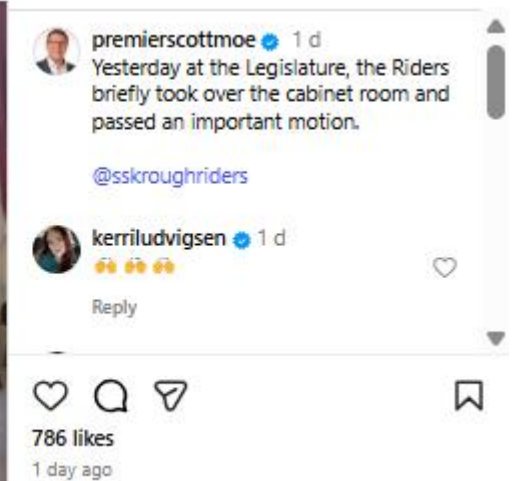 premierscottmoe 1 d
Yesterday at the Legislature, the Riders
briefly took over the cabinet room and
passed an important motion.
@sskroughriders
kerriludvigsen 1 d
🙌 🙌 🙌
Reply
786 likes
1 day ago